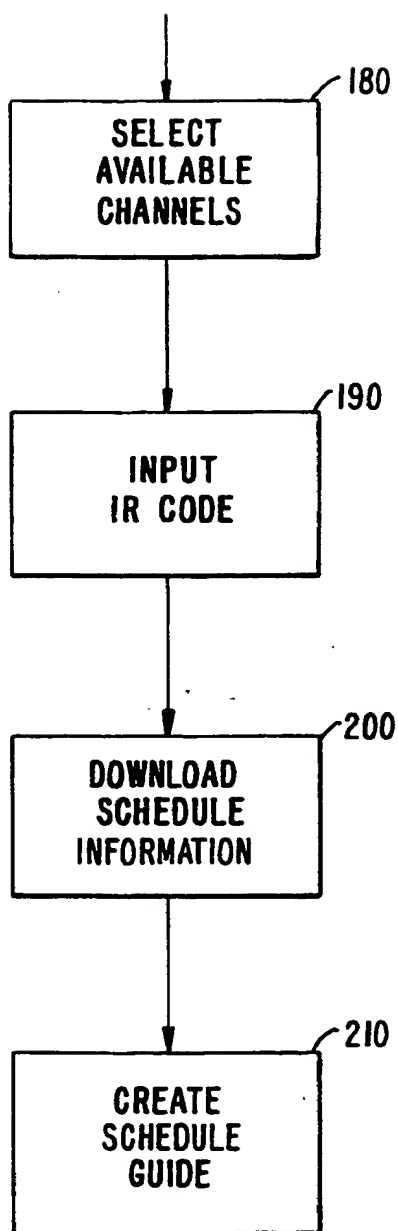 180
SELECT
AVAILABLE
CHANNELS
190
INPUT
IR CODE
200
DOWNLOAD
SCHEDULE
INFORMATION
210
CREATE
SCHEDULE
GUIDE